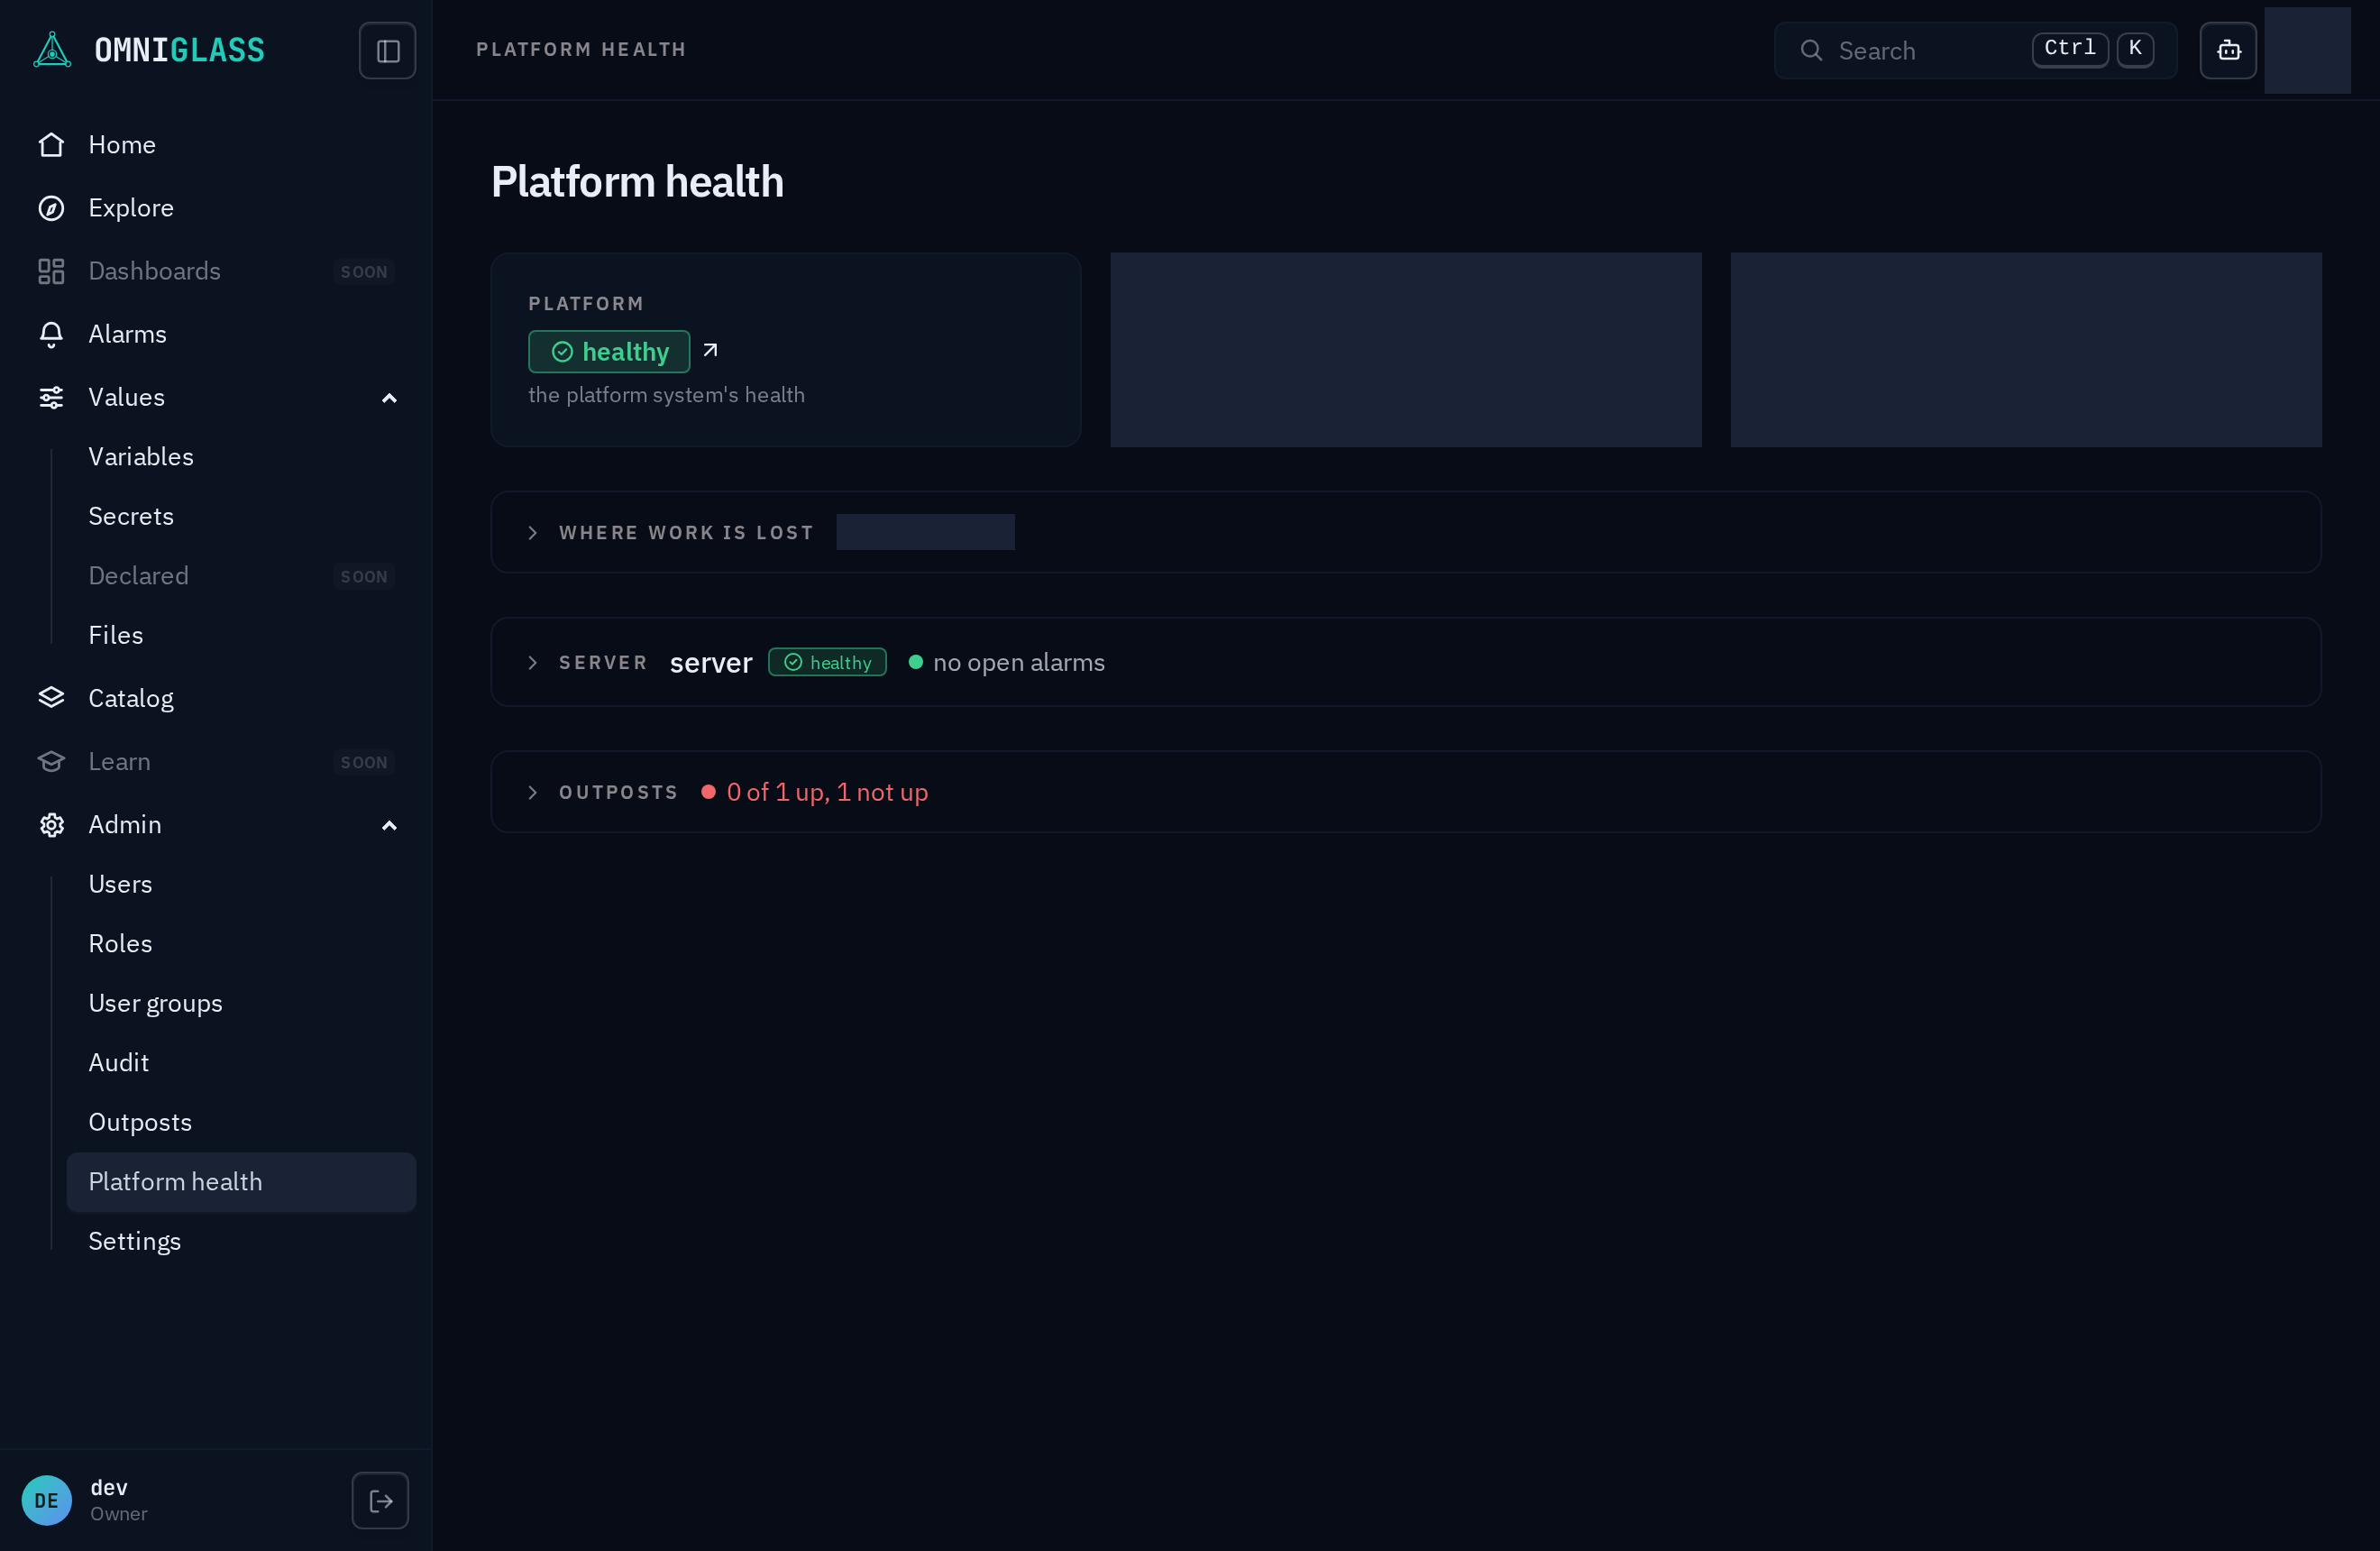 OMNIGLASS
Home
Explore
Dashboards SOON
Alarms
Values
Variables
Secrets
Declared SOON
Files
Catalog
Learn SOON
Admin
Users
Roles
User groups
Audit
Outposts
Platform health
Settings
DE dev
Owner
PLATFORM HEALTH
Search Ctrl K
Platform health
PLATFORM
healthy
the platform system's health
WHERE WORK IS LOST
SERVER server healthy no open alarms
OUTPOSTS 0 of 1 up, 1 not up